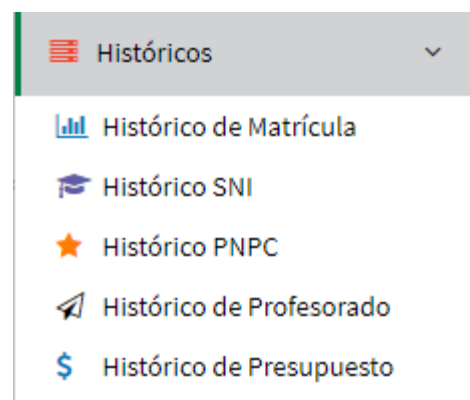 Históricos
Histórico de Matrícula
Histórico SNI
Histórico PNPC
Histórico de Profesorado
$ Histórico de Presupuesto